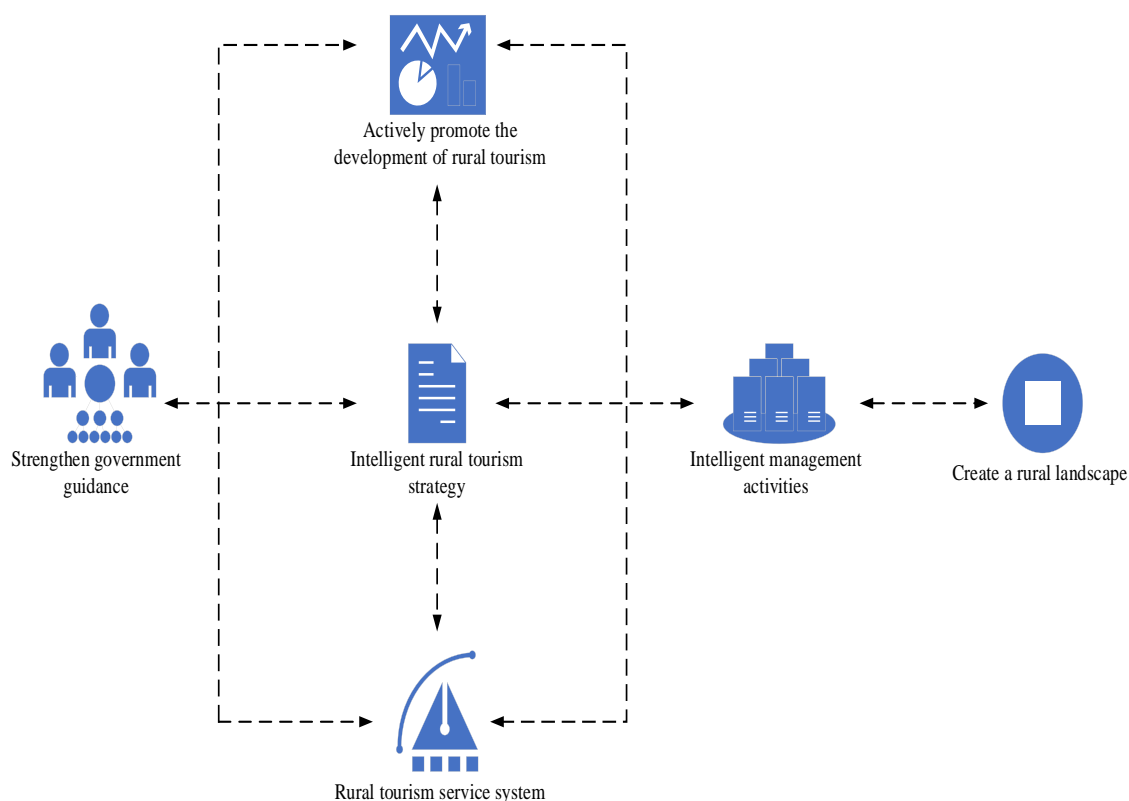 Actively promote the
development of rural tourism
Strengthen government
guidance
Intelligent rural tourism
strategy
Intelligent management
activities
Create a rural landscape
Rural tourism service system